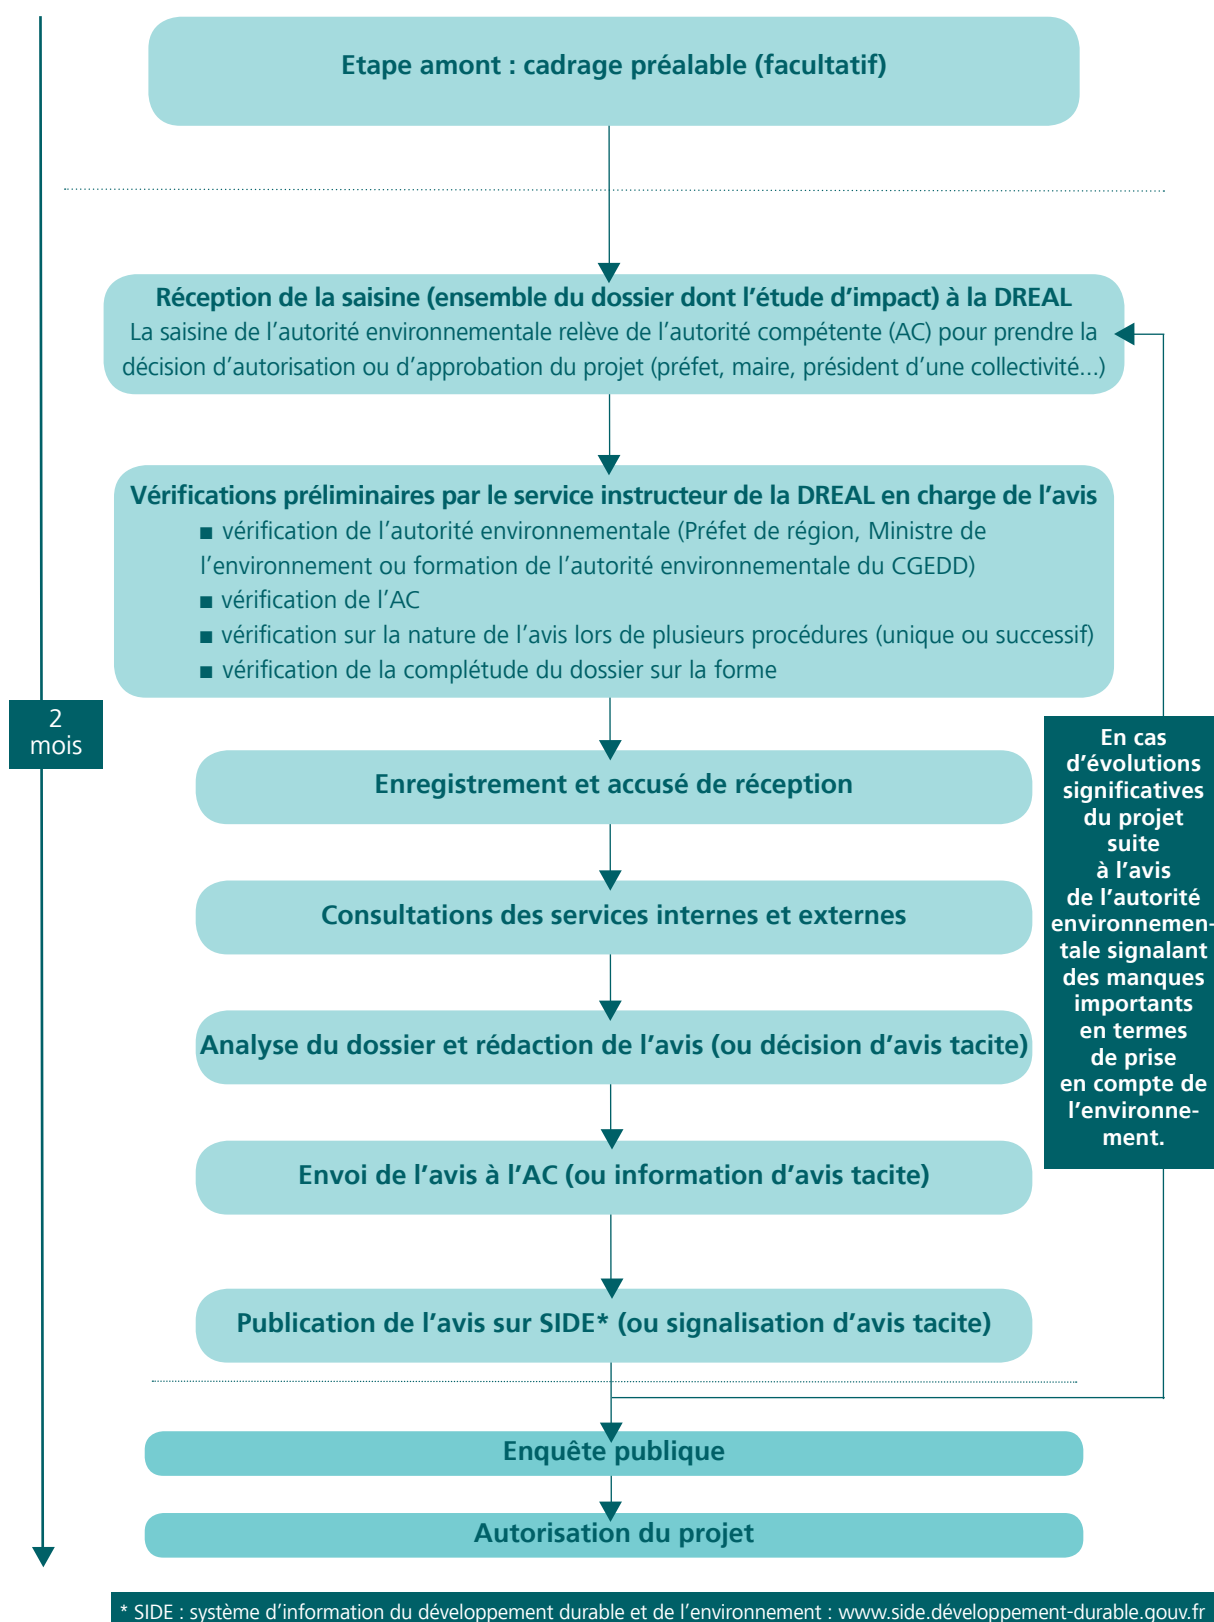 Etape amont : cadrage préalable (facultatif)
Réception de la saisine (ensemble du dossier dont l’étude d’impact) à la DREAL
La saisine de l’autorité environnementale relève de l’autorité compétente (AC) pour prendre la
décision d’autorisation ou d’approbation du projet (préfet, maire, président d’une collectivité...)
Vérifications préliminaires par le service instructeur de la DREAL en charge de l’avis
■ vérification de l’autorité environnementale (Préfet de région, Ministre de
l’environnement ou formation de l’autorité environnementale du CGEDD)
■ vérification de l’AC
■ vérification sur la nature de l’avis lors de plusieurs procédures (unique ou successif)
■ vérification de la complétude du dossier sur la forme
2
mois
Enregistrement et accusé de réception
Consultations des services internes et externes
Analyse du dossier et rédaction de l’avis (ou décision d’avis tacite)
Envoi de l’avis à l’AC (ou information d’avis tacite)
Publication de l’avis sur SIDE* (ou signalisation d’avis tacite)
En cas
d’évolutions
significatives
du projet
suite
à l’avis
de l’autorité
environnemen-
tale signalant
des manques
importants
en termes
de prise
en compte de
l’environne-
ment.
Enquête publique
Autorisation du projet
* SIDE : système d’information du développement durable et de l’environnement : www.side.développement-durable.gouv.fr